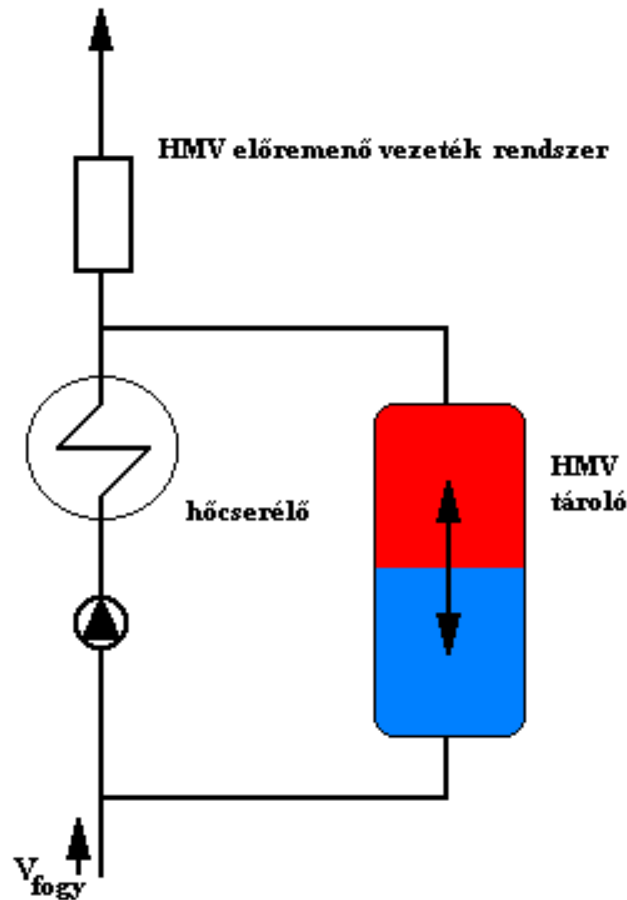 HMV előremenő vezeték rendszer
HMV
tároló
hőcserélő
Vfogy